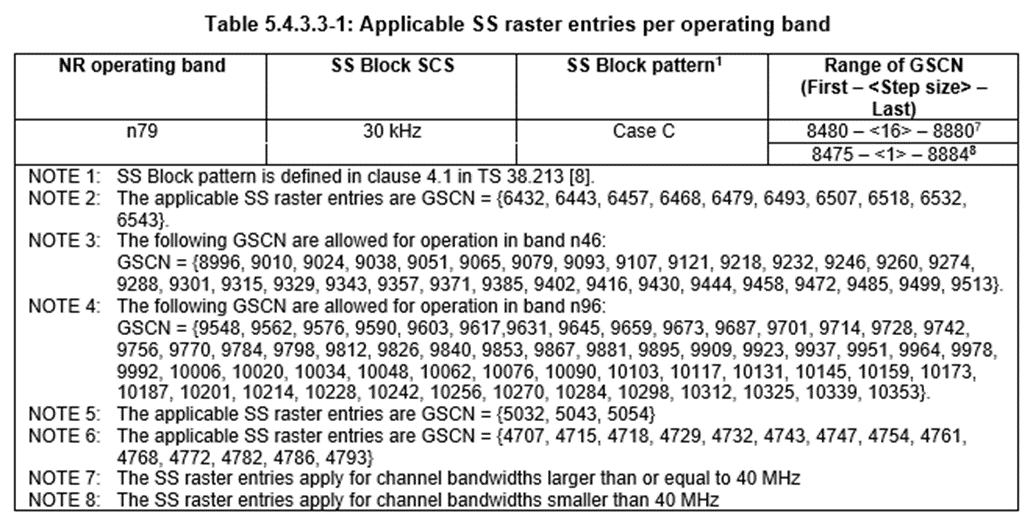 Table 5.4.3.3-1: Applicable SS raster entries per operating band
NR operating band SS Block SCS SS Block pattern1 Range of GSCN
(First – <Step size> –
Last)
n79 30 kHz Case C 8480 – <16> – 88807
8475 – <1> – 88848
NOTE 1: SS Block pattern is defined in clause 4.1 in TS 38.213 [8].
NOTE 2: The applicable SS raster entries are GSCN = {6432, 6443, 6457, 6468, 6479, 6493, 6507, 6518, 6532,
6543}.
NOTE 3: The following GSCN are allowed for operation in band n46:
GSCN = {8996, 9010, 9024, 9038, 9051, 9065, 9079, 9093, 9107, 9121, 9218, 9232, 9246, 9260, 9274,
9288, 9301, 9315, 9329, 9343, 9357, 9371, 9385, 9402, 9416, 9430, 9444, 9458, 9472, 9485, 9499, 9513}.
NOTE 4: The following GSCN are allowed for operation in band n96:
GSCN = {9548, 9562, 9576, 9590, 9603, 9617,9631, 9645, 9659, 9673, 9687, 9701, 9714, 9728, 9742,
9756, 9770, 9784, 9798, 9812, 9826, 9840, 9853, 9867, 9881, 9895, 9909, 9923, 9937, 9951, 9964, 9978,
9992, 10006, 10020, 10034, 10048, 10062, 10076, 10090, 10103, 10117, 10131, 10145, 10159, 10173,
10187, 10201, 10214, 10228, 10242, 10256, 10270, 10284, 10298, 10312, 10325, 10339, 10353}.
NOTE 5: The applicable SS raster entries are GSCN = {5032, 5043, 5054}
NOTE 6: The applicable SS raster entries are GSCN = {4707, 4715, 4718, 4729, 4732, 4743, 4747, 4754, 4761,
4768, 4772, 4782, 4786, 4793}
NOTE 7: The SS raster entries apply for channel bandwidths larger than or equal to 40 MHz
NOTE 8: The SS raster entries apply for channel bandwidths smaller than 40 MHz